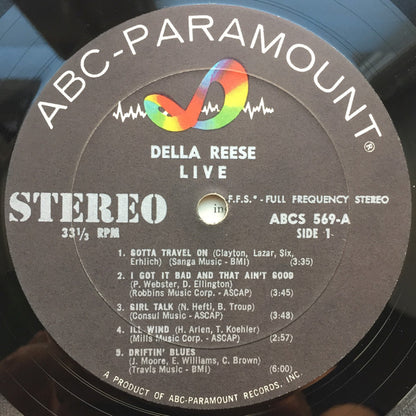 ABC-PARAMOUNT®
DELLA REESE
LIVE
STEREO
33⅓ RPM
F.F.S.* - FULL FREQUENCY STEREO
in
ABCS 569-A
SIDE 1
1. GOTTA TRAVEL ON (Clayton, Lazar, Six,
Erhlich) (Sanga Music - BMI) (3:35)
2. I GOT IT BAD AND THAT AIN'T GOOD
(P. Webster, D. Ellington)
(Robbins Music Corp. - ASCAP) (3:45)
3. GIRL TALK (N. Hefti, B. Troup)
(Consul Music - ASCAP) (3:48)
4. ILL WIND (H. Arlen, T. Koehler)
(Mills Music Corp. - ASCAP) (2:57)
5. DRIFTIN' BLUES
(J. Moore, E. Williams, C. Brown)
(Travis Music - BMI) (6:00)
A PRODUCT OF ABC-PARAMOUNT RECORDS, INC.